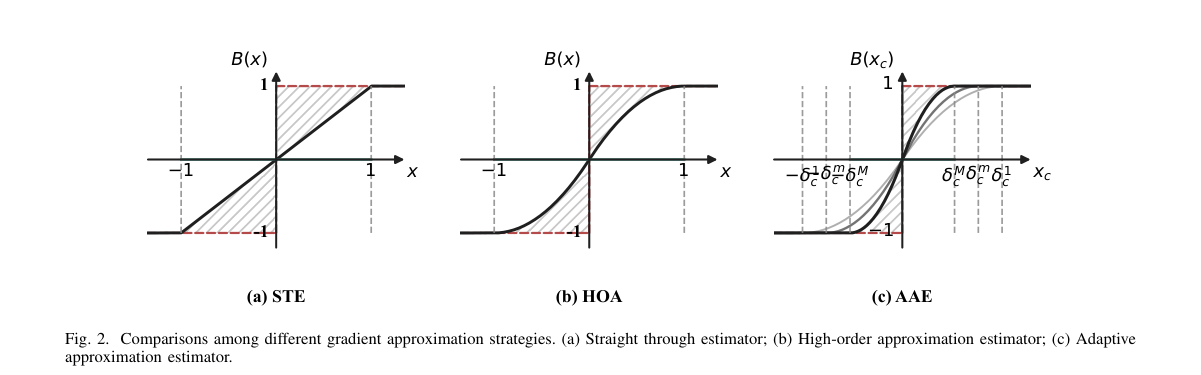 B(x) B(x) B(x_c)
1 1 1
−1 1 x −1 1 x −δ_c^1 −δ_c^m −δ_c^M δ_c^M δ_c^m δ_c^1 x_c
-1 -1 −1
(a) STE (b) HOA (c) AAE
Fig. 2. Comparisons among different gradient approximation strategies. (a) Straight through estimator; (b) High-order approximation estimator; (c) Adaptive
approximation estimator.